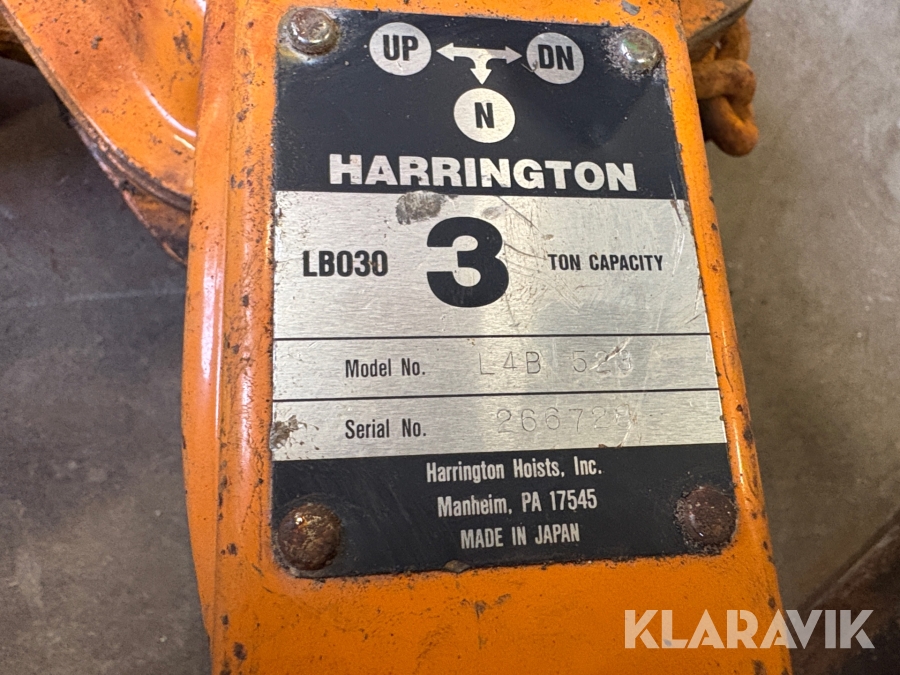 UP DN
N
HARRINGTON
LB030 3 TON CAPACITY
Model No. L4B
Serial No.
Harrington Hoists, Inc.
Manheim, PA 17545
MADE IN JAPAN
KLARAVIK